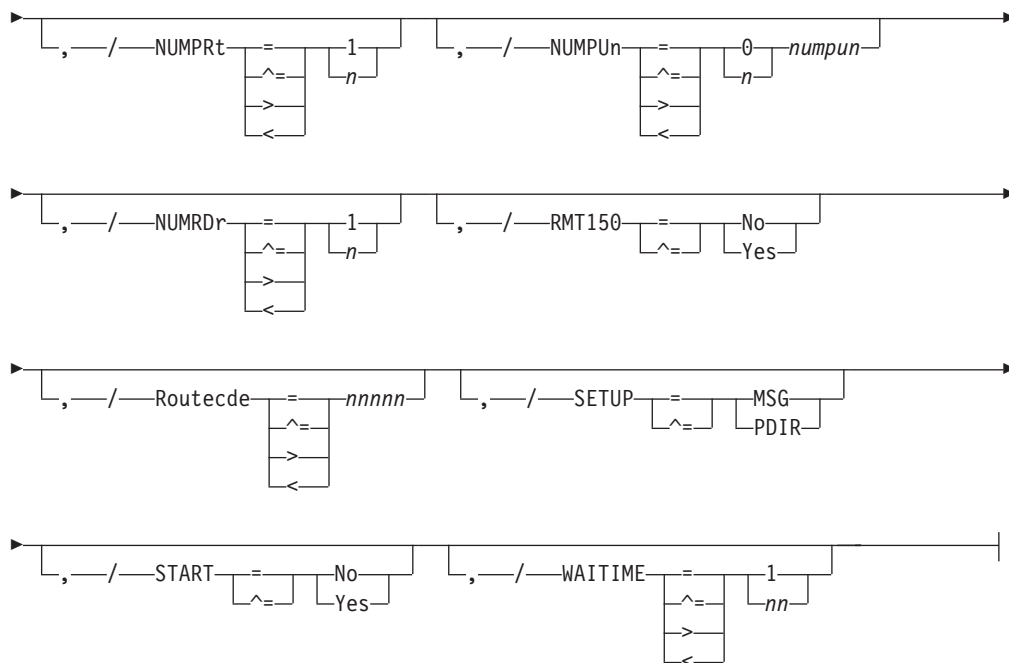 , / NUMPRt = 1 , / NUMPUn = 0 numpun
^= n ^= n
> >
< <
, / NUMRDr = 1 , / RMT150 = No
^= n ^= Yes
>
<
, / Routecde = nnnnn , / SETUP = MSG
^= ^= PDIR
>
<
, / START = No , / WAITIME = 1
^= Yes ^= nn
>
<